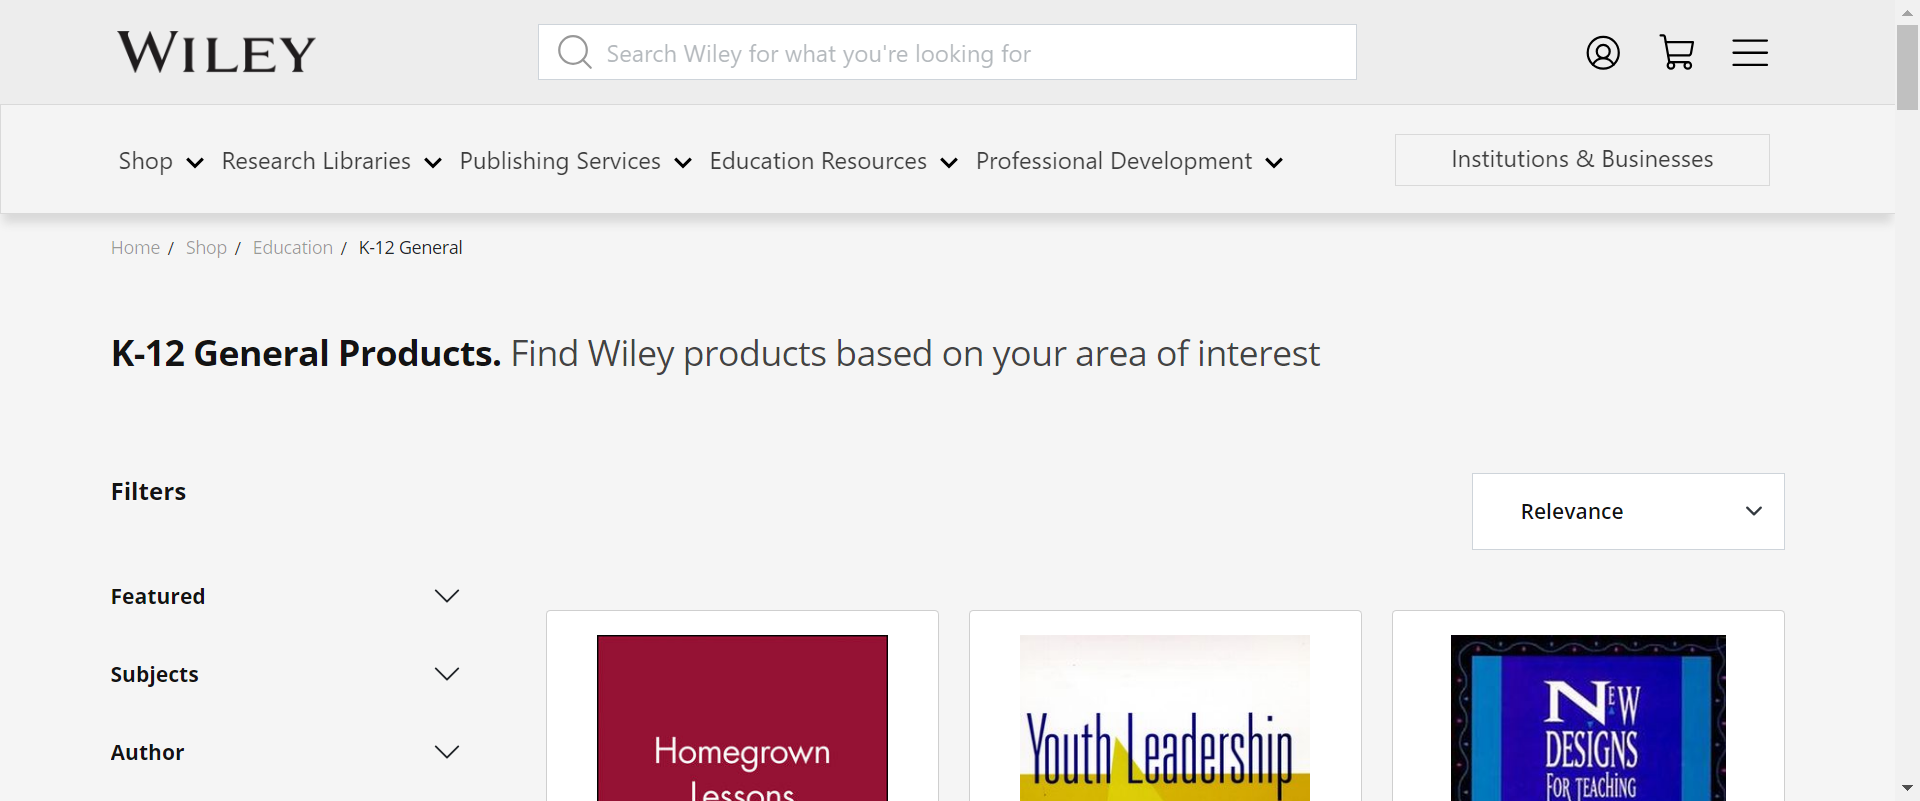 WILEY
Search Wiley for what you're looking for
Shop Research Libraries Publishing Services Education Resources Professional Development Institutions & Businesses
Home / Shop / Education / K-12 General
K-12 General Products. Find Wiley products based on your area of interest
Filters
Relevance
Featured
Subjects
Author
Homegrown
Lessons
Youth Leadership
NEW
DESIGNS
FOR TEACHING